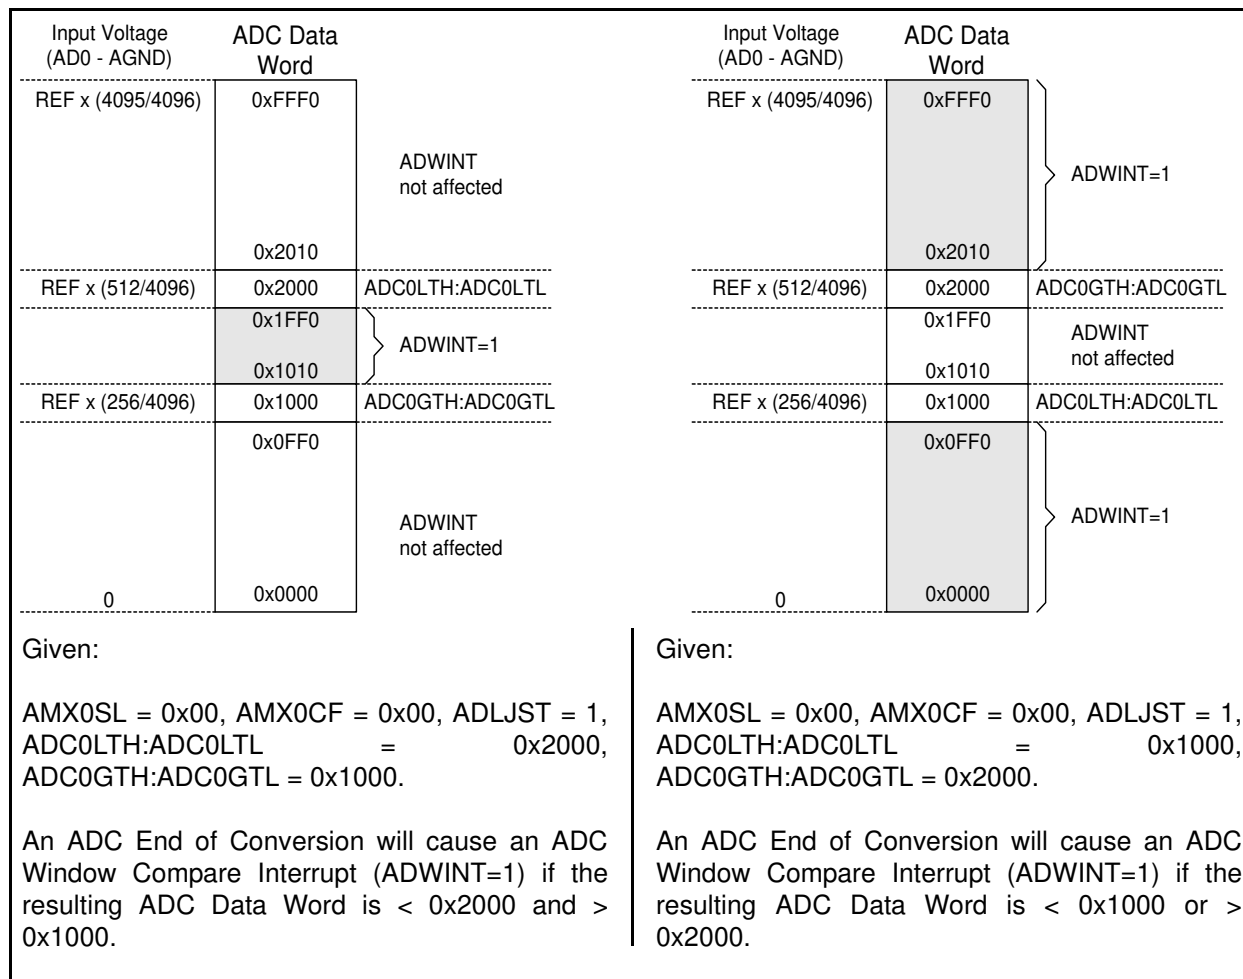 Input Voltage
(AD0 - AGND)
ADC Data
Word
REF x (4095/4096)
0xFFF0
ADWINT
not affected
0x2010
REF x (512/4096)
0x2000
ADC0LTH:ADC0LTL
0x1FF0
ADWINT=1
0x1010
REF x (256/4096)
0x1000
ADC0GTH:ADC0GTL
0x0FF0
ADWINT
not affected
0
0x0000
Given:
AMX0SL = 0x00, AMX0CF = 0x00, ADLJST = 1,
ADC0LTH:ADC0LTL = 0x2000,
ADC0GTH:ADC0GTL = 0x1000.
An ADC End of Conversion will cause an ADC
Window Compare Interrupt (ADWINT=1) if the
resulting ADC Data Word is < 0x2000 and >
0x1000.
Input Voltage
(AD0 - AGND)
ADC Data
Word
REF x (4095/4096)
0xFFF0
ADWINT=1
0x2010
REF x (512/4096)
0x2000
ADC0GTH:ADC0GTL
0x1FF0
ADWINT
not affected
0x1010
REF x (256/4096)
0x1000
ADC0LTH:ADC0LTL
0x0FF0
ADWINT=1
0
0x0000
Given:
AMX0SL = 0x00, AMX0CF = 0x00, ADLJST = 1,
ADC0LTH:ADC0LTL = 0x1000,
ADC0GTH:ADC0GTL = 0x2000.
An ADC End of Conversion will cause an ADC
Window Compare Interrupt (ADWINT=1) if the
resulting ADC Data Word is < 0x1000 or >
0x2000.